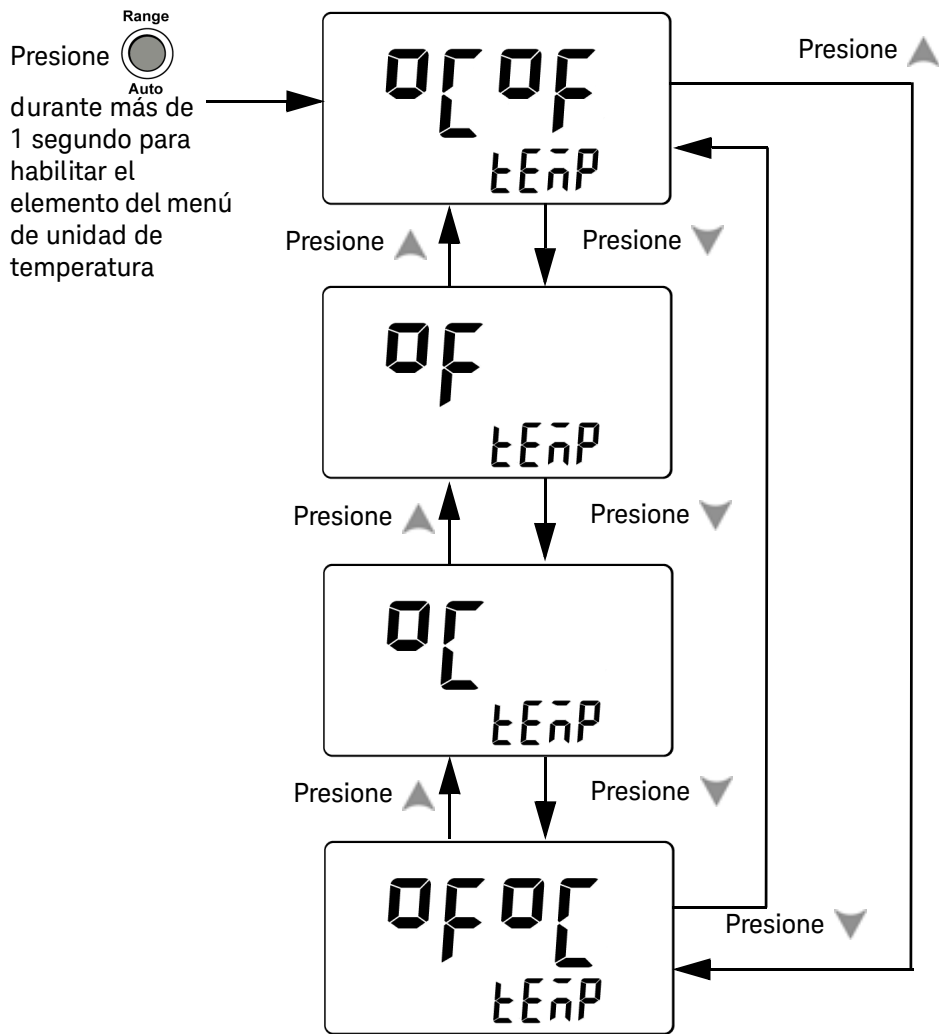 Range
Presione
Auto
durante más de
1 segundo para
habilitar el
elemento del menú
de unidad de
temperatura
°C °F
tEmP
Presione
Presione
Presione
°F
tEmP
Presione
Presione
°C
tEmP
Presione
Presione
°F °C
tEmP
Presione